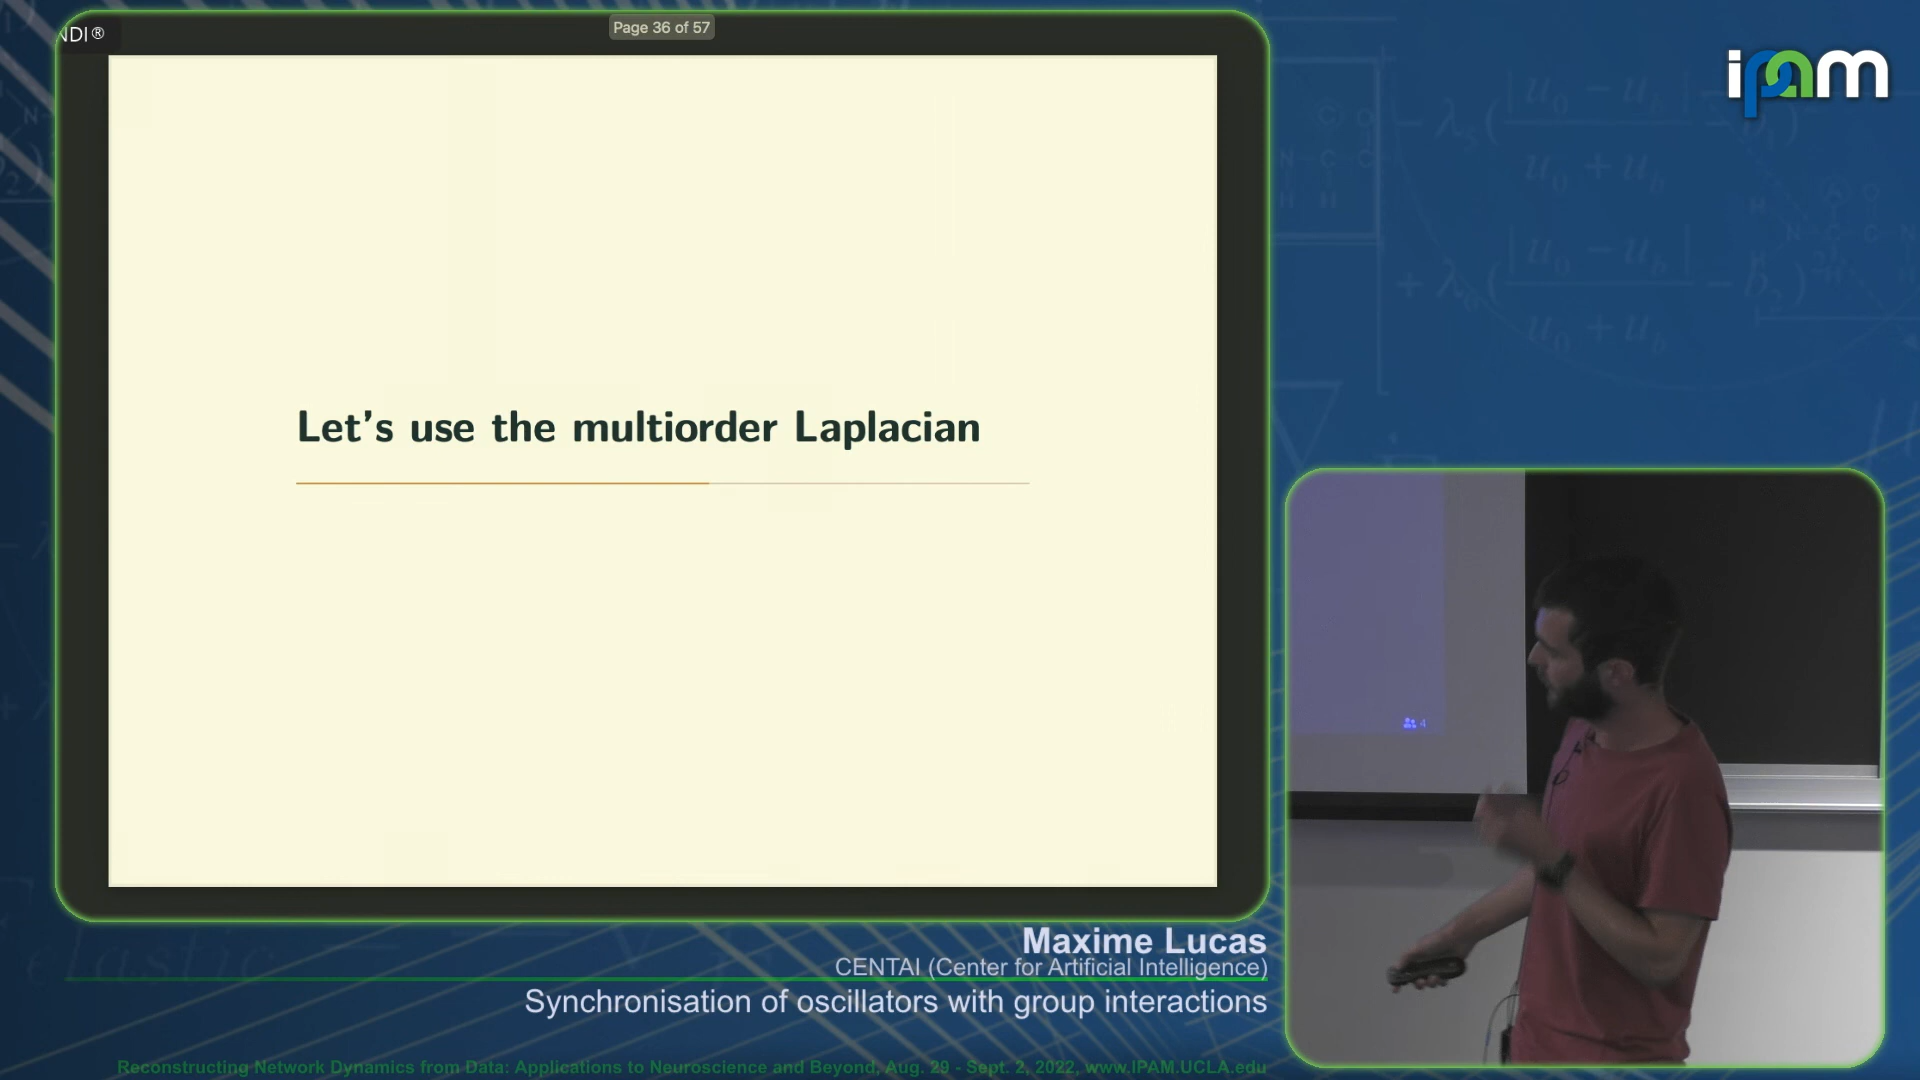 NDI®
Page 36 of 57
ipam
Let's use the multiorder Laplacian
4
Maxime Lucas
CENTAI (Center for Artificial Intelligence)
Synchronisation of oscillators with group interactions
Reconstructing Network Dynamics from Data: Applications to Neuroscience and Beyond, Aug. 29 - Sept. 2, 2022, www.IPAM.UCLA.edu